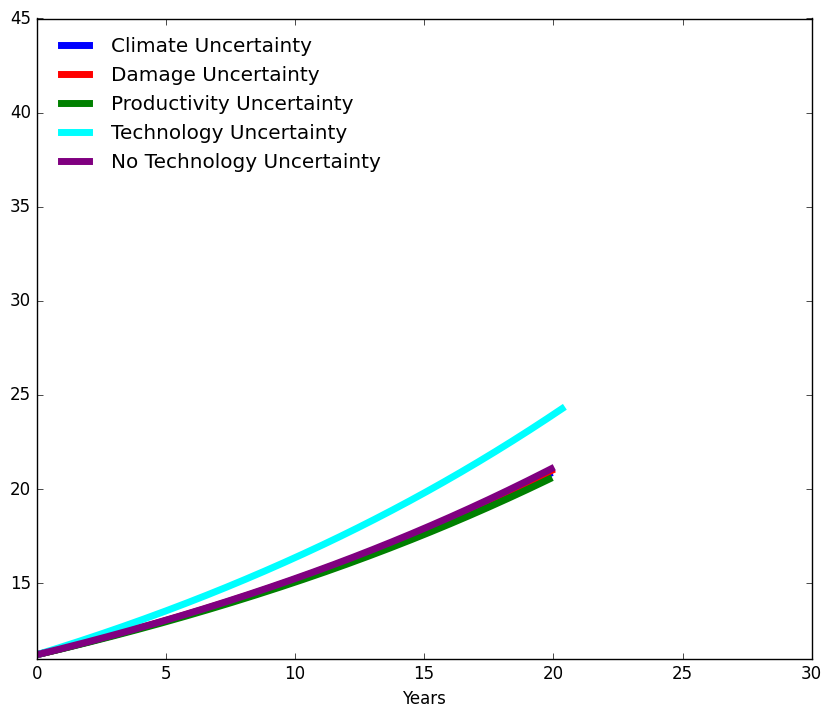 45
40
35
30
25
20
15
Climate Uncertainty
Damage Uncertainty
Productivity Uncertainty
Technology Uncertainty
No Technology Uncertainty
0 5 10 15 20 25 30
Years